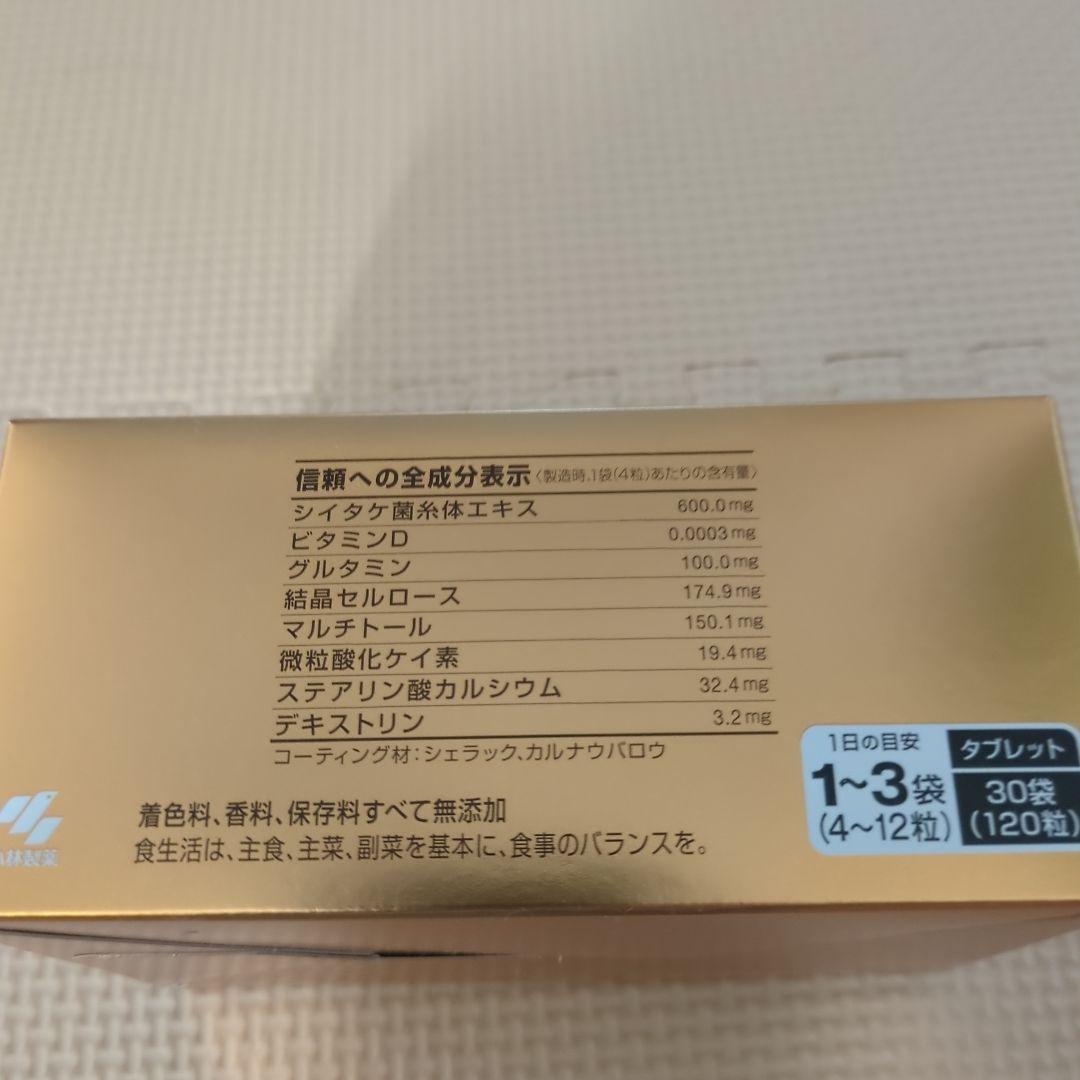 信頼への全成分表示〈製造時、1袋(4粒)あたりの含有量〉
シイタケ菌糸体エキス 600.0mg
ビタミンD 0.0003mg
グルタミン 100.0mg
結晶セルロース 174.9mg
マルチトール 150.1mg
微粒酸化ケイ素 19.4mg
ステアリン酸カルシウム 32.4mg
デキストリン 3.2mg
コーティング材:シェラック、カルナウバロウ
着色料、香料、保存料すべて無添加
食生活は、主食、主菜、副菜を基本に、食事のバランスを。
小林製薬
1日の目安
1～3袋
(4～12粒)
タブレット
30袋
(120粒)